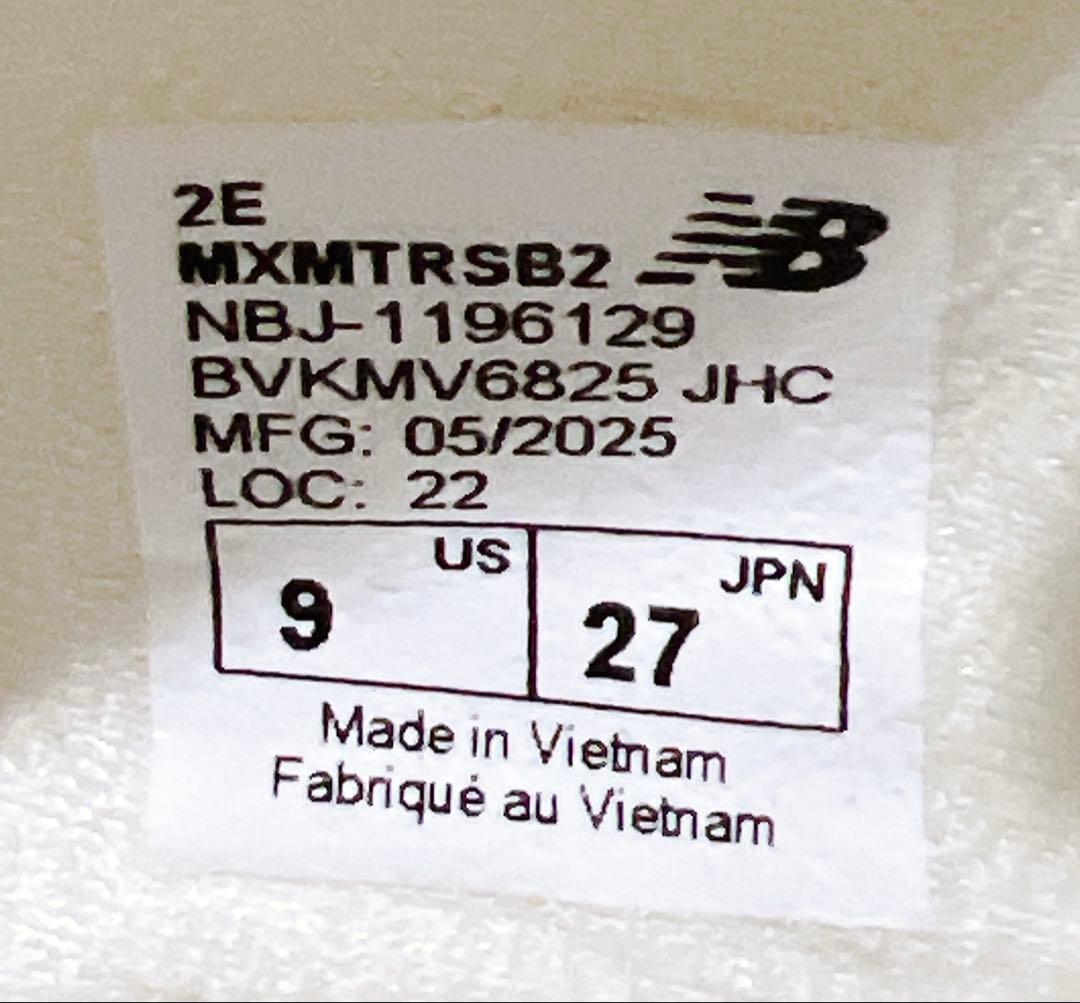 2E
MXMTRSB2 NB
NBJ-1196129
BVKMV6825 JHC
MFG: 05/2025
LOC: 22
US JPN
9 27
Made in Vietnam
Fabriqué au Vietnam